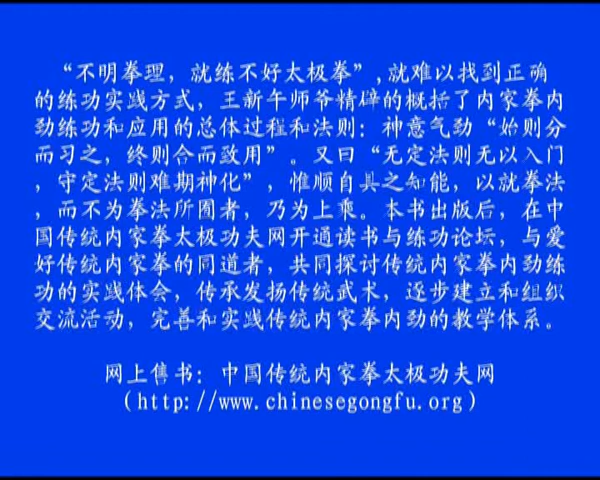 “不明拳理，就练不好太极拳”,就难以找到正确
的练功实践方式，王新午师爷精辟的概括了内家拳内
劲练功和应用的总体过程和法则：神意气劲“始则分
而习之，终则合而致用”。又曰“无定法则无以入门
，守定法则难期神化”，惟顺自具之知能，以就拳法
，而不为拳法所囿者，乃为上乘。本书出版后，在中
国传统内家拳太极功夫网开通读书与练功论坛，与爱
好传统内家拳的同道者，共同探讨传统内家拳内劲练
功的实践体会，传承发扬传统武术，逐步建立和组织
交流活动，完善和实践传统内家拳内劲的教学体系。
网上售书：中国传统内家拳太极功夫网
(http://www.chinesegongfu.org)